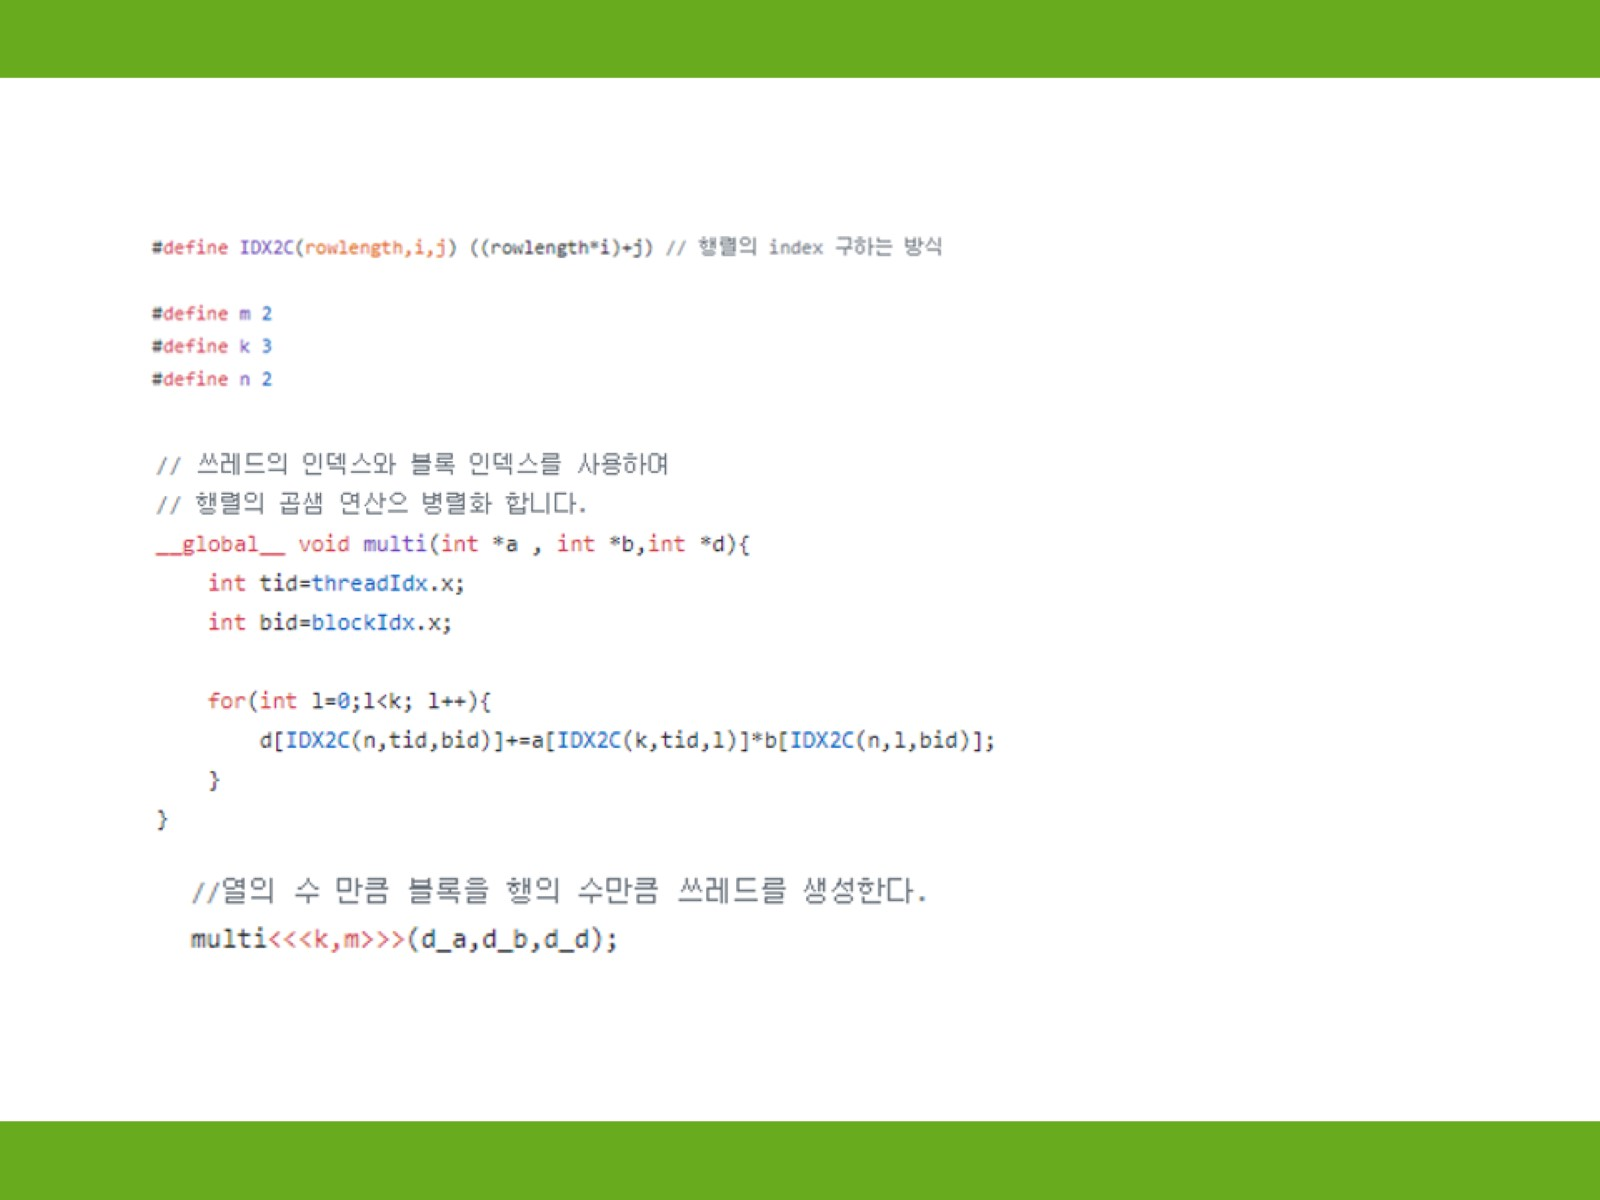 #define IDX2C(rowlength,i,j) ((rowlength*i)+j) // 행렬의 index 구하는 방식
#define m 2
#define k 3
#define n 2
// 쓰레드의 인덱스와 블록 인덱스를 사용하여
// 행렬의 곱샘 연산으 병렬화 합니다.
__global__ void multi(int *a , int *b,int *d){
    int tid=threadIdx.x;
    int bid=blockIdx.x;
    for(int l=0;l<k; l++){
        d[IDX2C(n,tid,bid)]+=a[IDX2C(k,tid,l)]*b[IDX2C(n,l,bid)];
    }
}
//열의 수 만큼 블록을 행의 수만큼 쓰레드를 생성한다.
multi<<<k,m>>>(d_a,d_b,d_d);